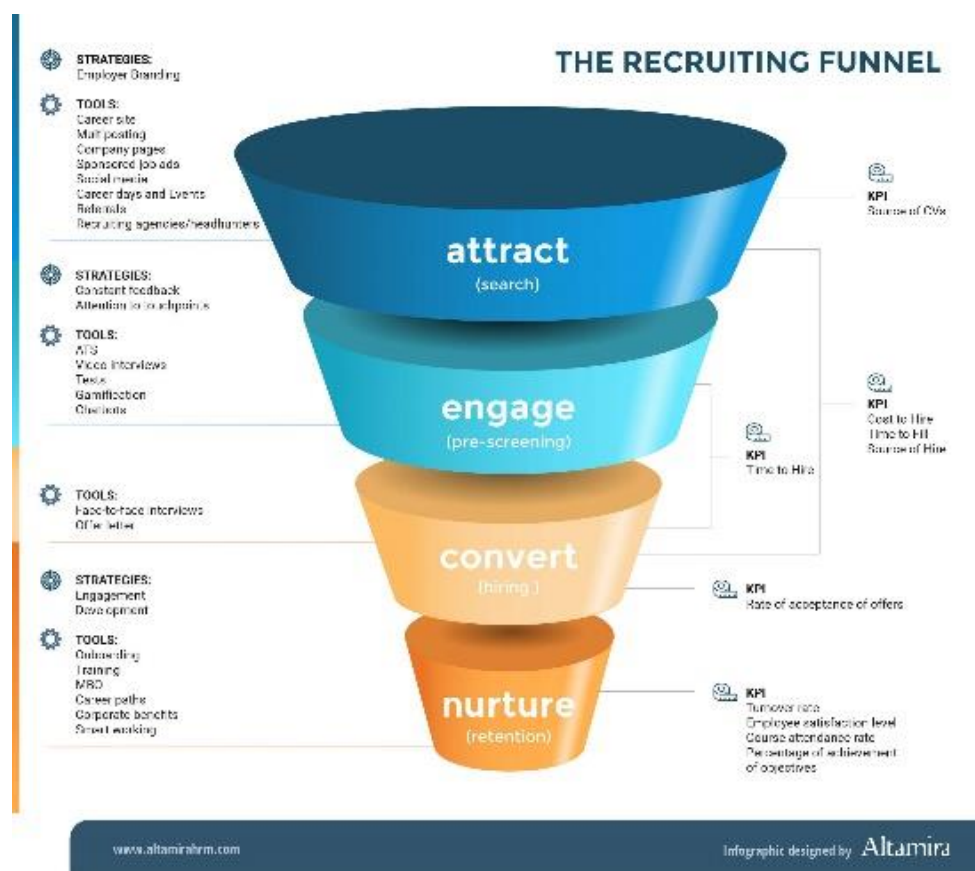 THE RECRUITING FUNNEL
STRATEGIES:
Employer Branding
TOOLS:
Career site
Multiposting
Company pages
Sponsored job ads
Social media
Career days and Events
Referrals
Recruiting agencies/headhunters
attract
(search)
KPI
Source of CVs
STRATEGIES:
Constant feedback
Attention to touchpoints
TOOLS:
ATS
Video interviews
Tests
Gamification
Chatbots
engage
(pre-screening)
KPI
Cost to Hire
Time to Fill
Source of Hire
KPI
Time to Hire
TOOLS:
Face-to-face interviews
Offer letter
convert
(hiring )
KPI
Rate of acceptance of offers
STRATEGIES:
Engagement
Development
TOOLS:
Onboarding
Training
MBO
Career paths
Corporate benefits
Smart working
nurture
(retention)
KPI
Turnover rate
Employee satisfaction level
Course attendance rate
Percentage of achievement
of objectives
www.altamirahrm.com
Infographic designed by Altamira